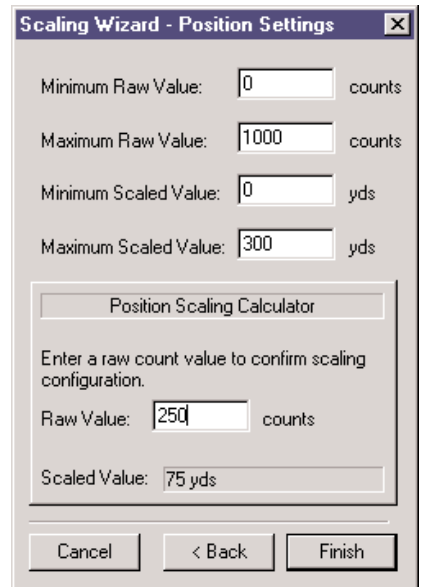 Scaling Wizard - Position Settings
Minimum Raw Value: 0 counts
Maximum Raw Value: 1000 counts
Minimum Scaled Value: 0 yds
Maximum Scaled Value: 300 yds
Position Scaling Calculator
Enter a raw count value to confirm scaling
configuration.
Raw Value: 250 counts
Scaled Value: 75 yds
Cancel < Back Finish